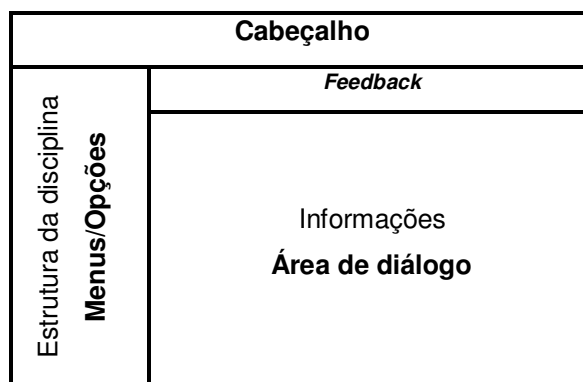 Cabeçalho
Estrutura da disciplina
Menus/Opções
Feedback
Informações
Área de diálogo